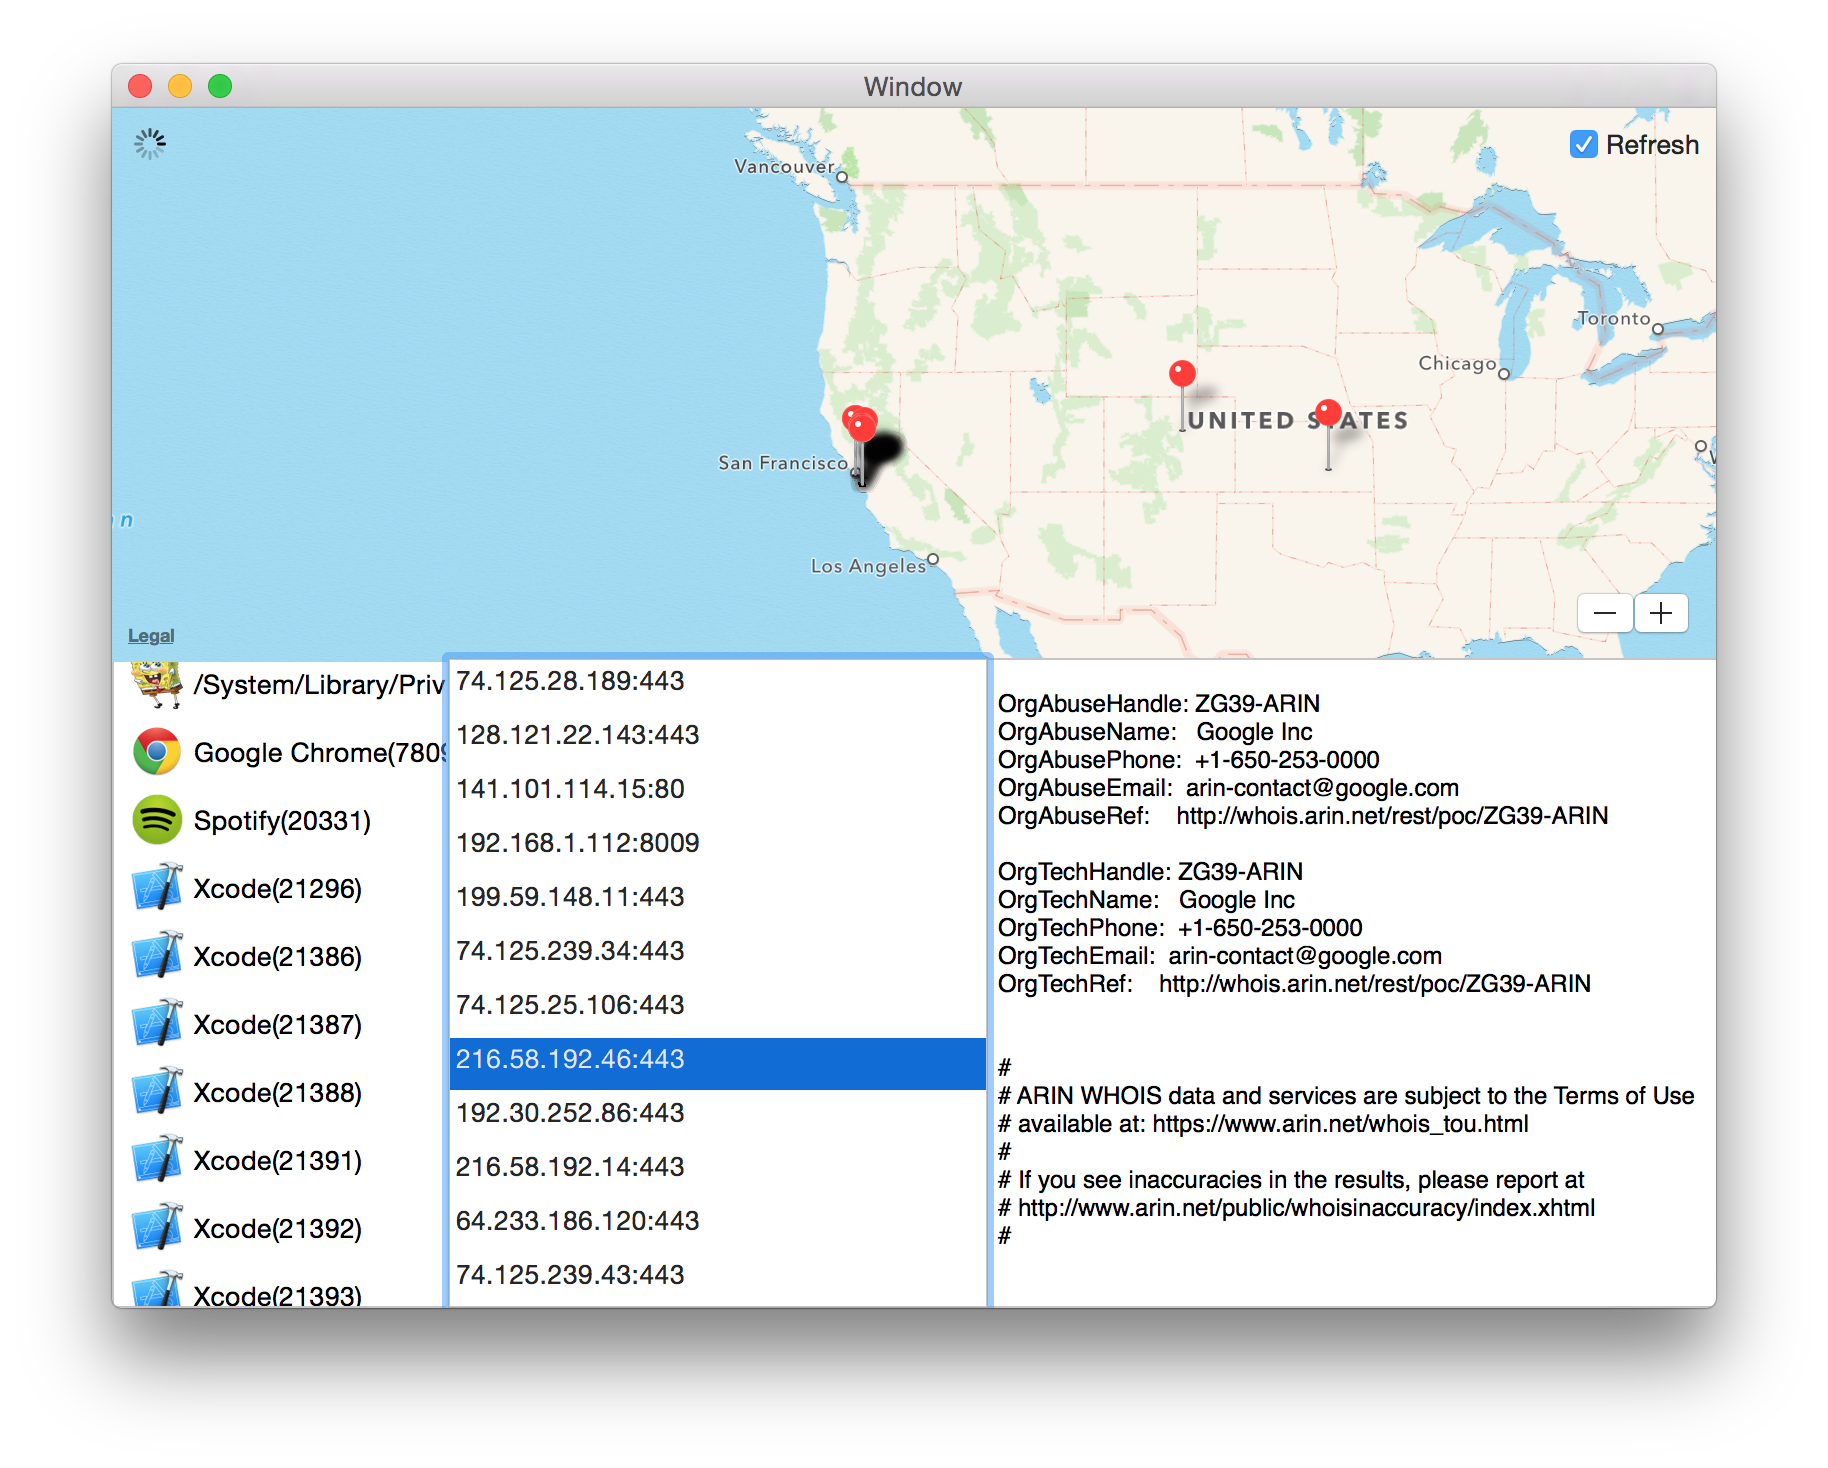 Window
Refresh
Vancouver
Toronto
Chicago
UNITED STATES
San Francisco
n
Los Angeles
Legal
/System/Library/Priv
Google Chrome(7809
Spotify(20331)
Xcode(21296)
Xcode(21386)
Xcode(21387)
Xcode(21388)
Xcode(21391)
Xcode(21392)
Xcode(21393)
74.125.28.189:443
128.121.22.143:443
141.101.114.15:80
192.168.1.112:8009
199.59.148.11:443
74.125.239.34:443
74.125.25.106:443
216.58.192.46:443
192.30.252.86:443
216.58.192.14:443
64.233.186.120:443
74.125.239.43:443
OrgAbuseHandle: ZG39-ARIN
OrgAbuseName: Google Inc
OrgAbusePhone: +1-650-253-0000
OrgAbuseEmail: arin-contact@google.com
OrgAbuseRef: http://whois.arin.net/rest/poc/ZG39-ARIN
OrgTechHandle: ZG39-ARIN
OrgTechName: Google Inc
OrgTechPhone: +1-650-253-0000
OrgTechEmail: arin-contact@google.com
OrgTechRef: http://whois.arin.net/rest/poc/ZG39-ARIN
#
# ARIN WHOIS data and services are subject to the Terms of Use
# available at: https://www.arin.net/whois_tou.html
#
# If you see inaccuracies in the results, please report at
# http://www.arin.net/public/whoisinaccuracy/index.xhtml
#